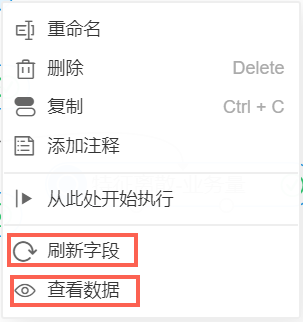 重命名
删除 Delete
复制 Ctrl + C
添加注释
从此处开始执行
刷新字段
查看数据